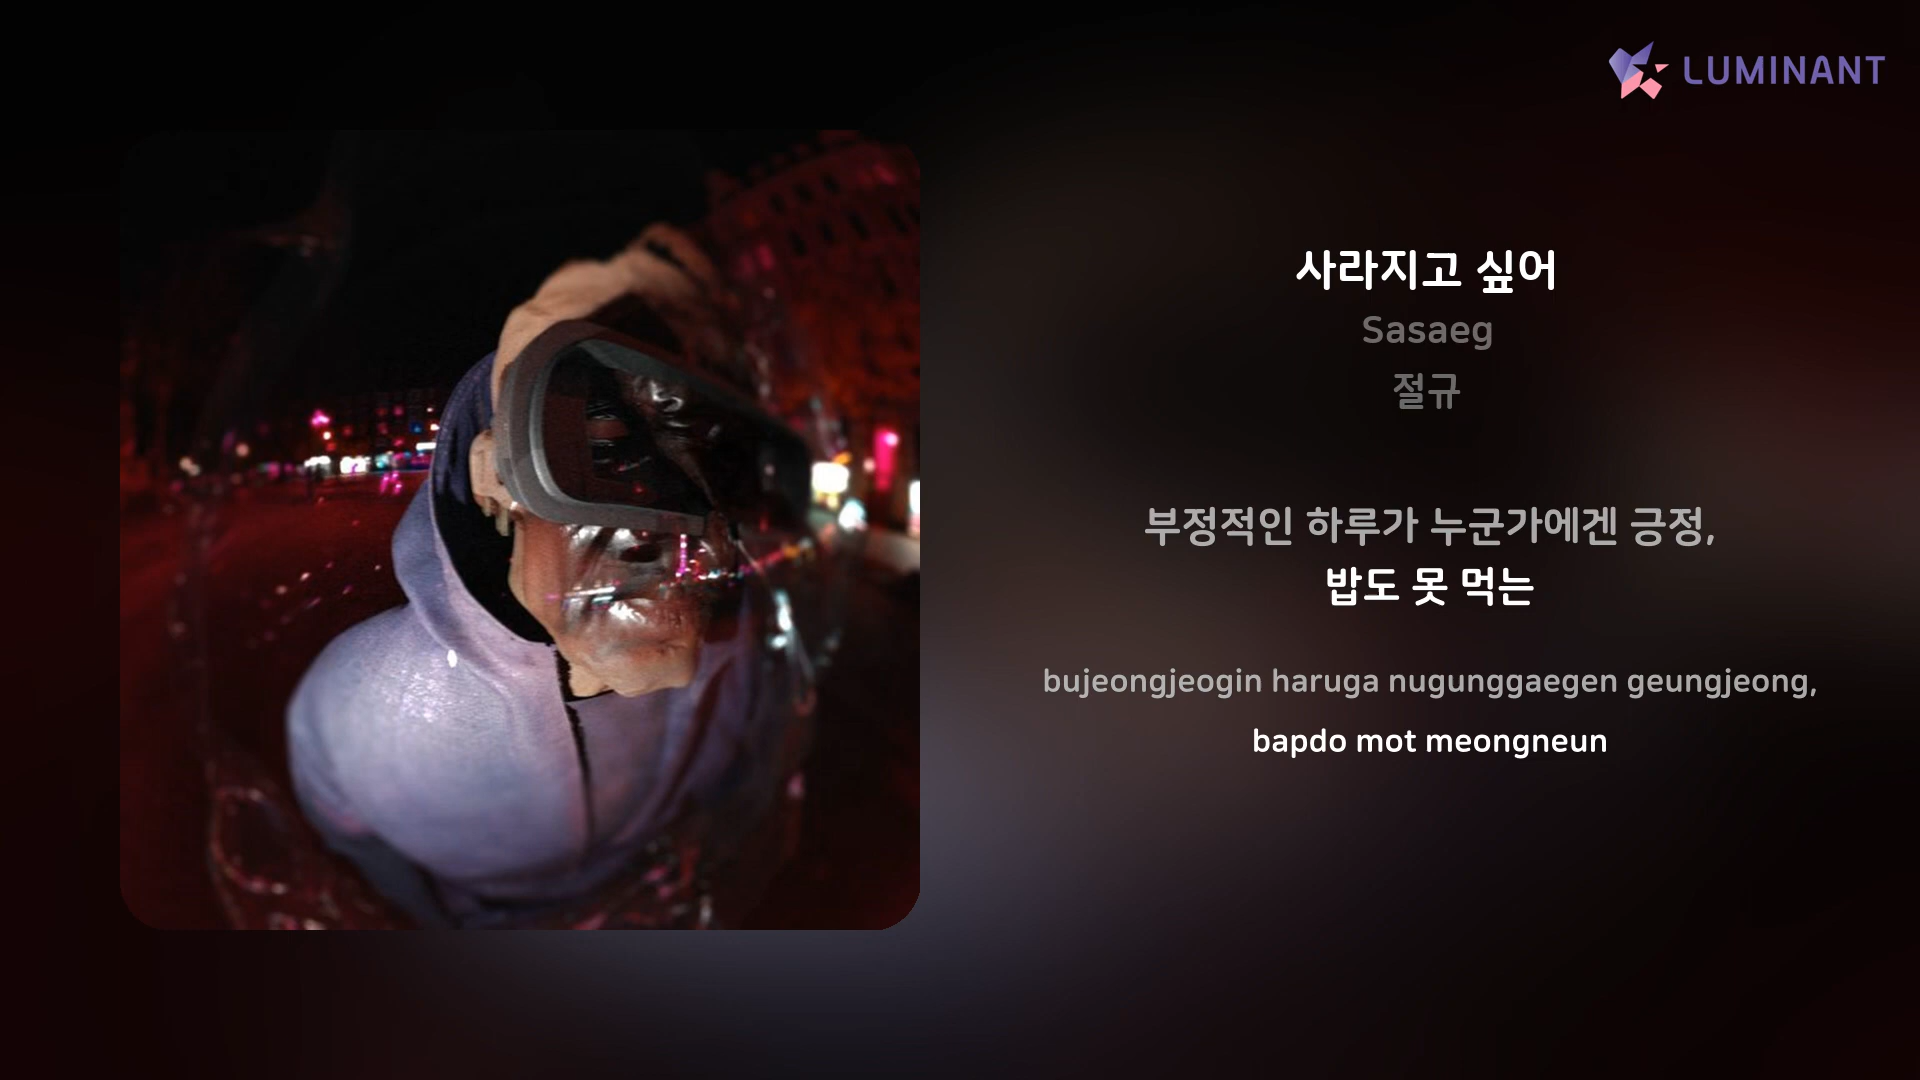 LUMINANT
사라지고 싶어
Sasaeg
절규
부정적인 하루가 누군가에겐 긍정,
밥도 못 먹는
bujeongjeogin haruga nugunggaegen geungjeong,
bapdo mot meongneun